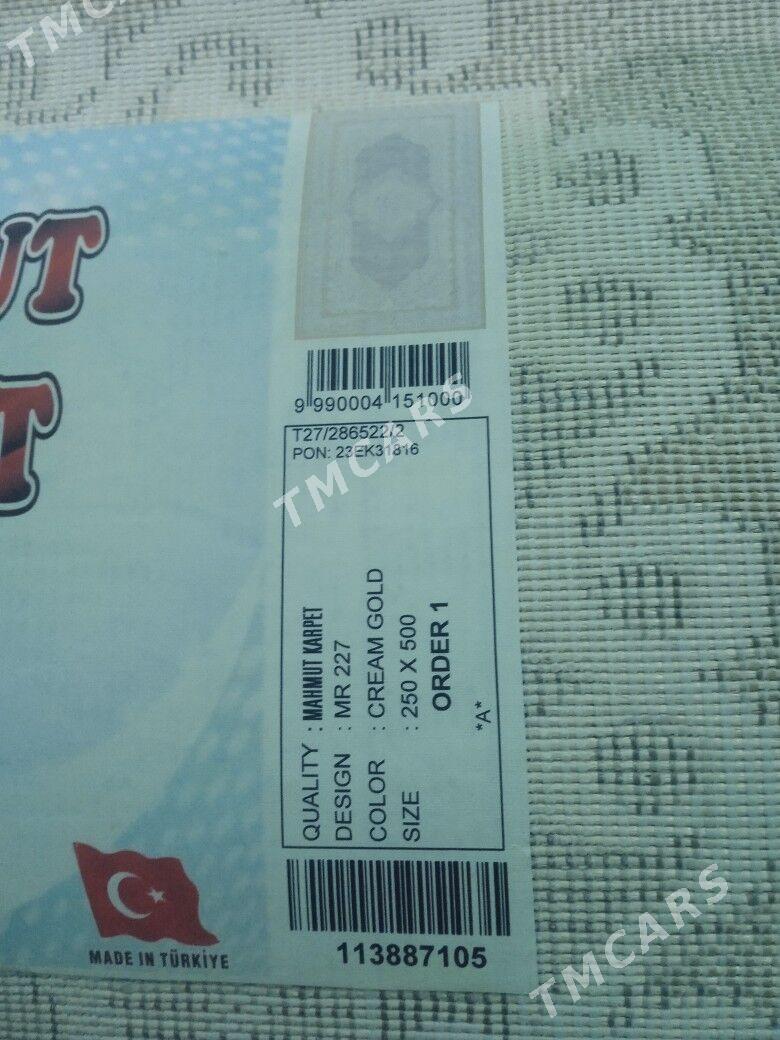 TMCARS
UT
T
9 990004 151000
T27/286522/2
PON: 23EK31816
TMCARS
QUALITY : MAHMUT KARPET
DESIGN : MR 227
COLOR : CREAM GOLD
SIZE : 250 X 500
ORDER 1
*A*
113887105
MADE IN TÜRKİYE
TMCARS